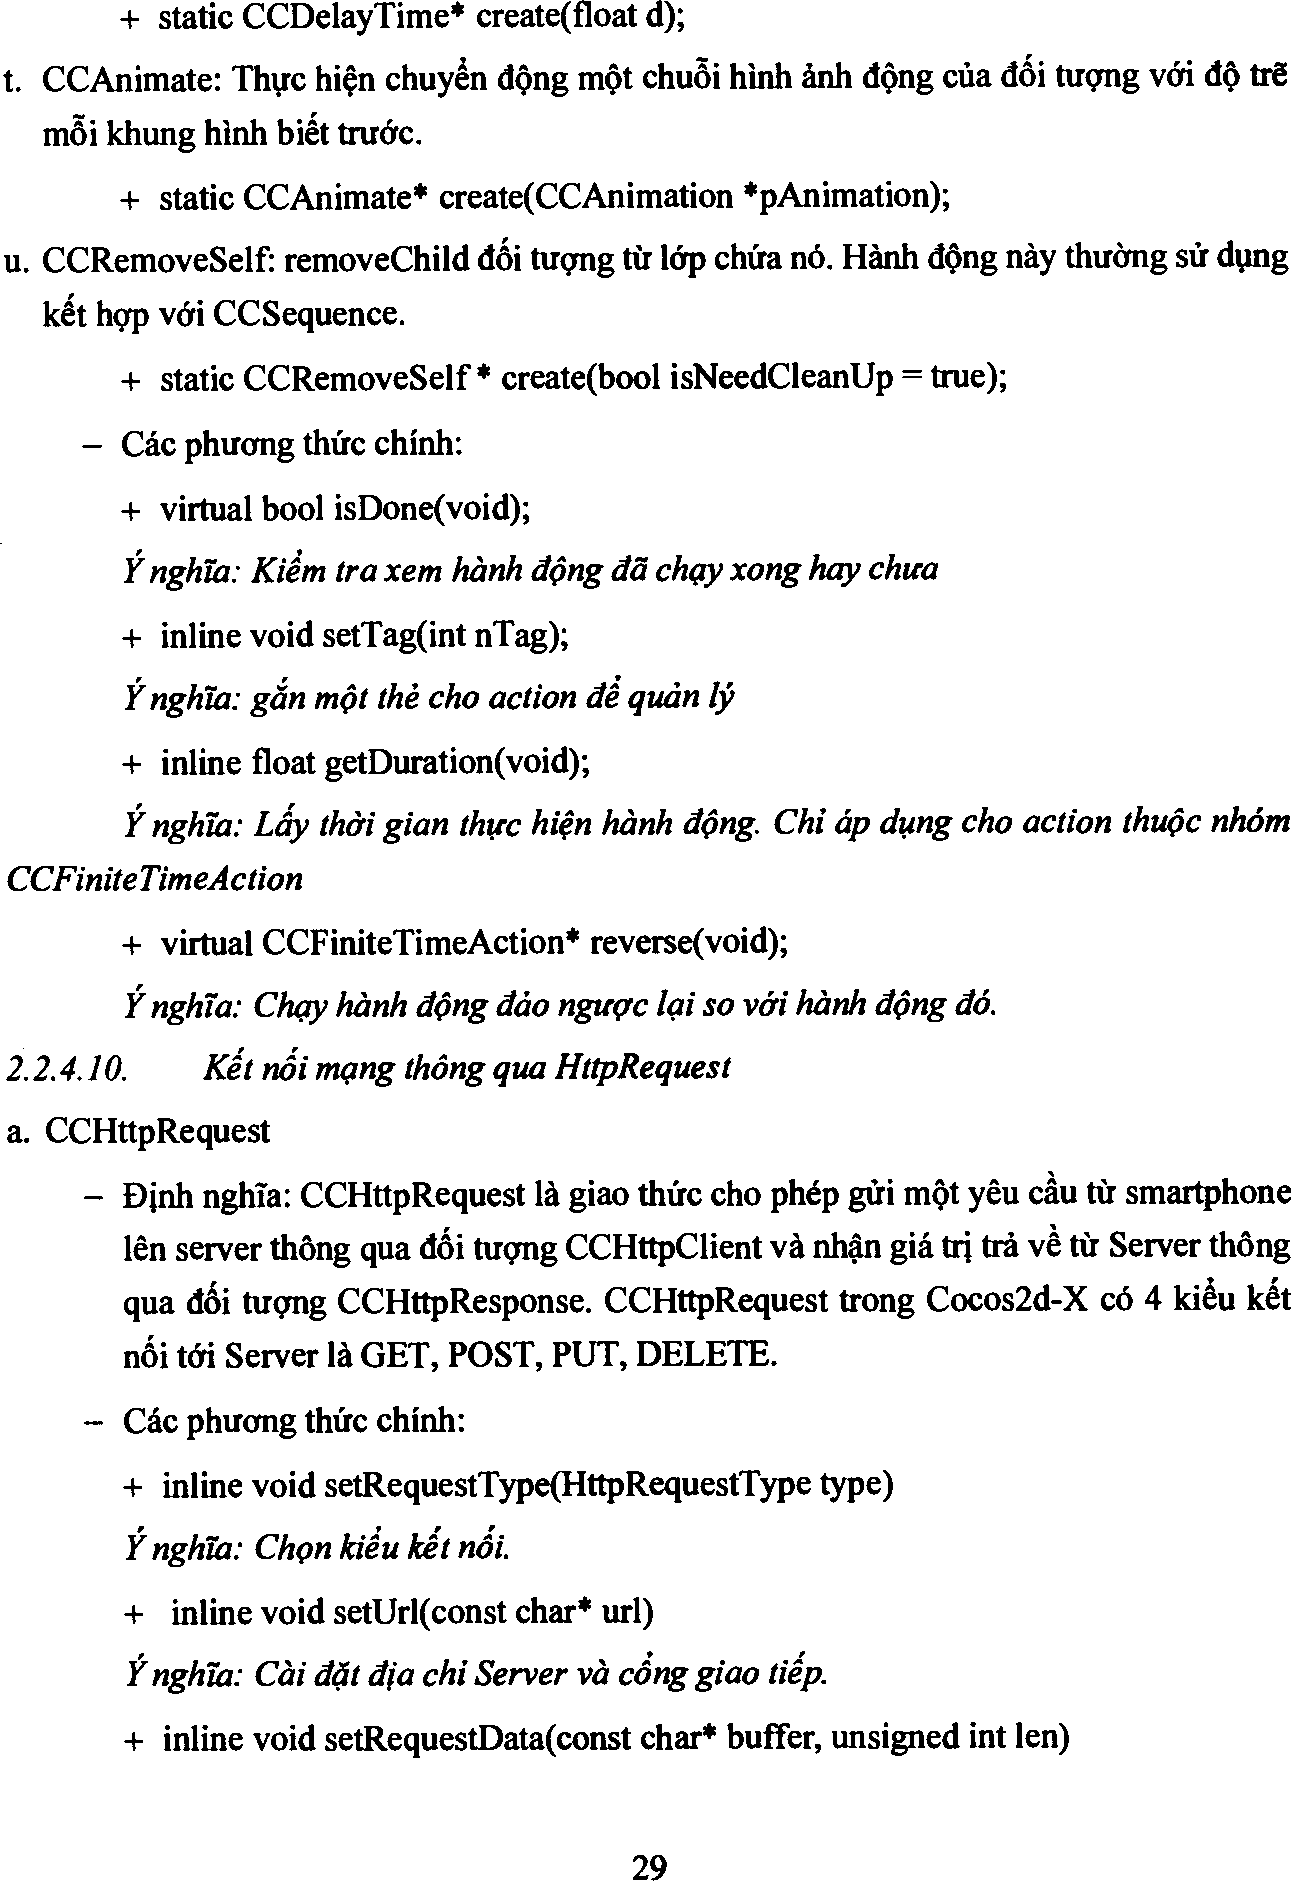 + static CCDelayTime* create(float d);
t. CCAnimate: Thực hiện chuyển động một chuỗi hình ảnh động của đối tượng với độ trễ
mỗi khung hình biết trước.
+ static CCAnimate* create(CCAnimation *pAnimation);
u. CCRemoveSelf: removeChild đối tượng từ lớp chứa nó. Hành động này thường sử dụng
kết hợp với CCSequence.
+ static CCRemoveSelf * create(bool isNeedCleanUp = true);
– Các phương thức chính:
+ virtual bool isDone(void);
Ý nghĩa: Kiểm tra xem hành động đã chạy xong hay chưa
+ inline void setTag(int nTag);
Ý nghĩa: gắn một thẻ cho action để quản lý
+ inline float getDuration(void);
Ý nghĩa: Lấy thời gian thực hiện hành động. Chỉ áp dụng cho action thuộc nhóm
CCFiniteTimeAction
+ virtual CCFiniteTimeAction* reverse(void);
Ý nghĩa: Chạy hành động đảo ngược lại so với hành động đó.
2.2.4.10. Kết nối mạng thông qua HttpRequest
a. CCHttpRequest
– Định nghĩa: CCHttpRequest là giao thức cho phép gửi một yêu cầu từ smartphone
lên server thông qua đối tượng CCHttpClient và nhận giá trị trả về từ Server thông
qua đối tượng CCHttpResponse. CCHttpRequest trong Cocos2d-X có 4 kiểu kết
nối tới Server là GET, POST, PUT, DELETE.
– Các phương thức chính:
+ inline void setRequestType(HttpRequestType type)
Ý nghĩa: Chọn kiểu kết nối.
+ inline void setUrl(const char* url)
Ý nghĩa: Cài đặt địa chỉ Server và cổng giao tiếp.
+ inline void setRequestData(const char* buffer, unsigned int len)
29